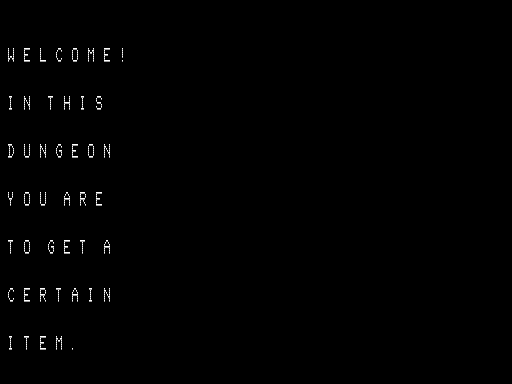 WELCOME!
IN THIS
DUNGEON
YOU ARE
TO GET A
CERTAIN
ITEM.